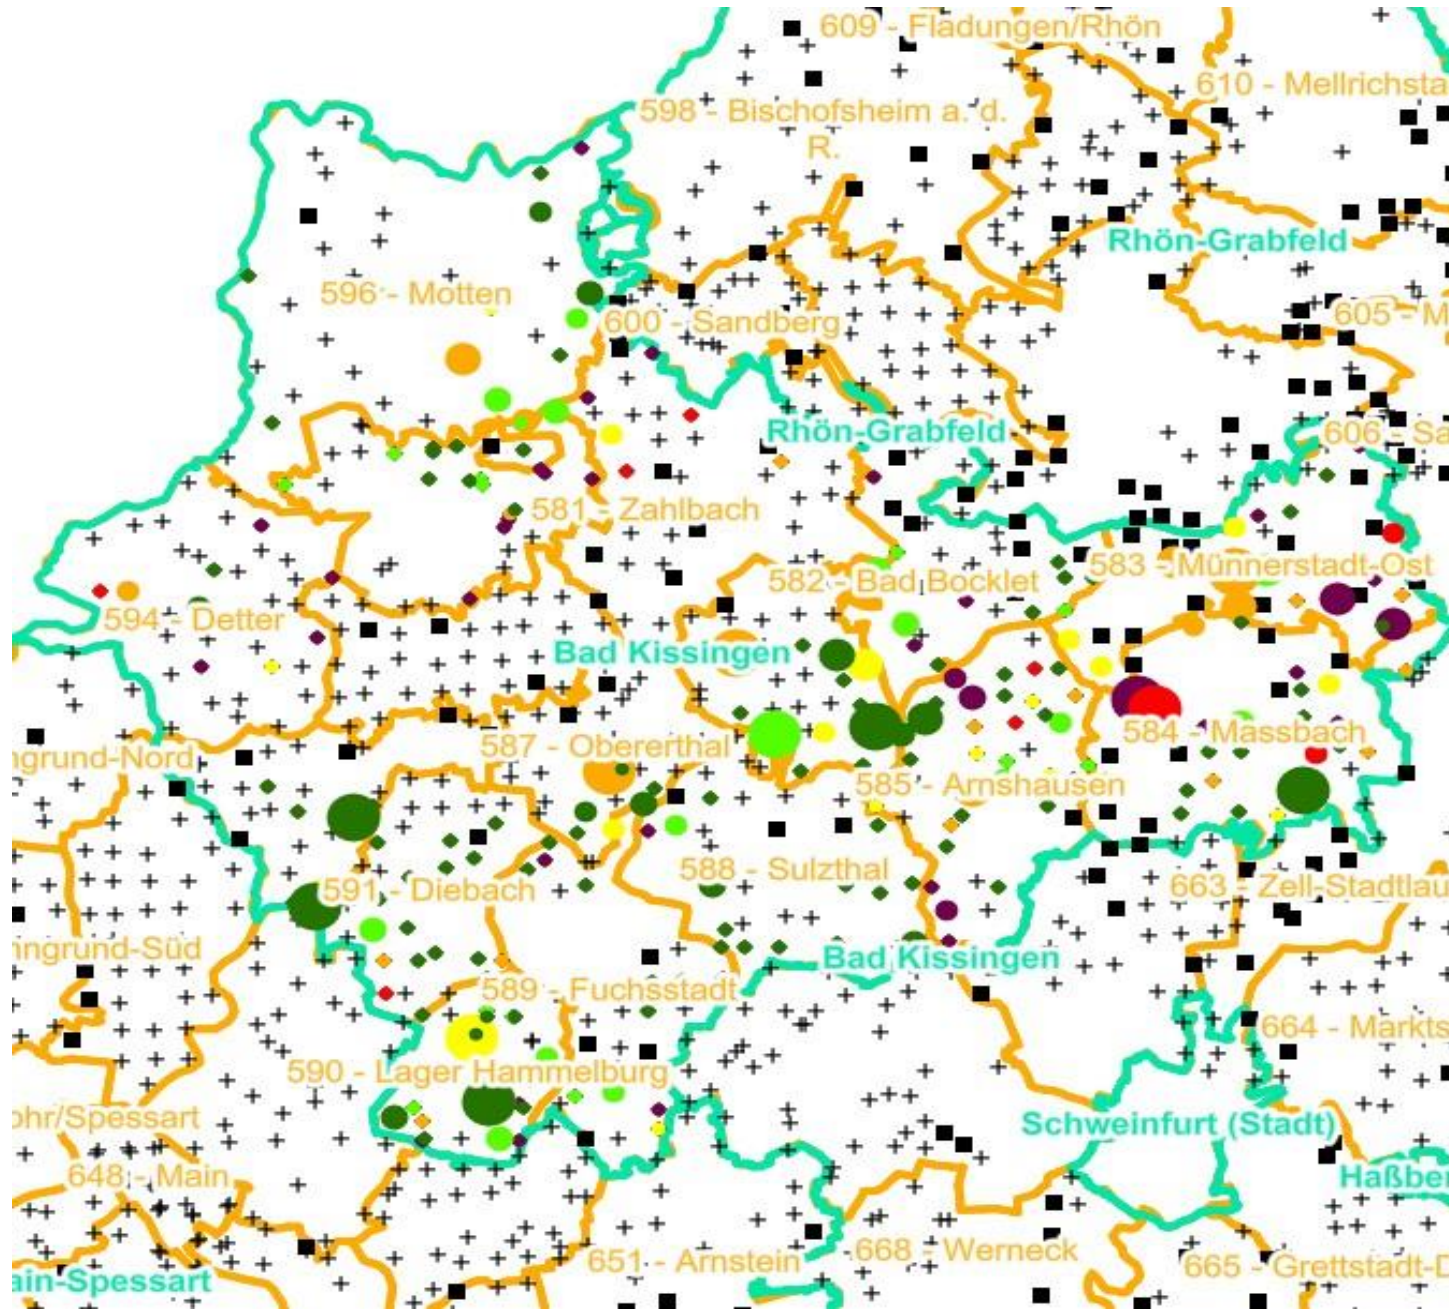 609 - Fladungen/Rhön
610 - Mellrichsta
598 - Bischofsheim a. d.
R.
Rhön-Grabfeld
596 - Motten
600 - Sandberg
605 - M
Rhön-Grabfeld
606 - Sa
581 - Zahlbach
583 - Münnerstadt-Ost
582 - Bad Bocklet
594 - Detter
Bad Kissingen
584 - Massbach
587 - Obererthal
ngrund-Nord
585 - Arnshausen
588 - Sulzthal
591 - Diebach
663 - Zell-Stadtlau
nngrund-Süd
Bad Kissingen
589 - Fuchsstadt
664 - Markts
590 - Lager Hammelburg
ohr/Spessart
Schweinfurt (Stadt)
648 - Main
Haßber
668 - Werneck
651 - Arnstein
665 - Grettstadt-D
ain-Spessart